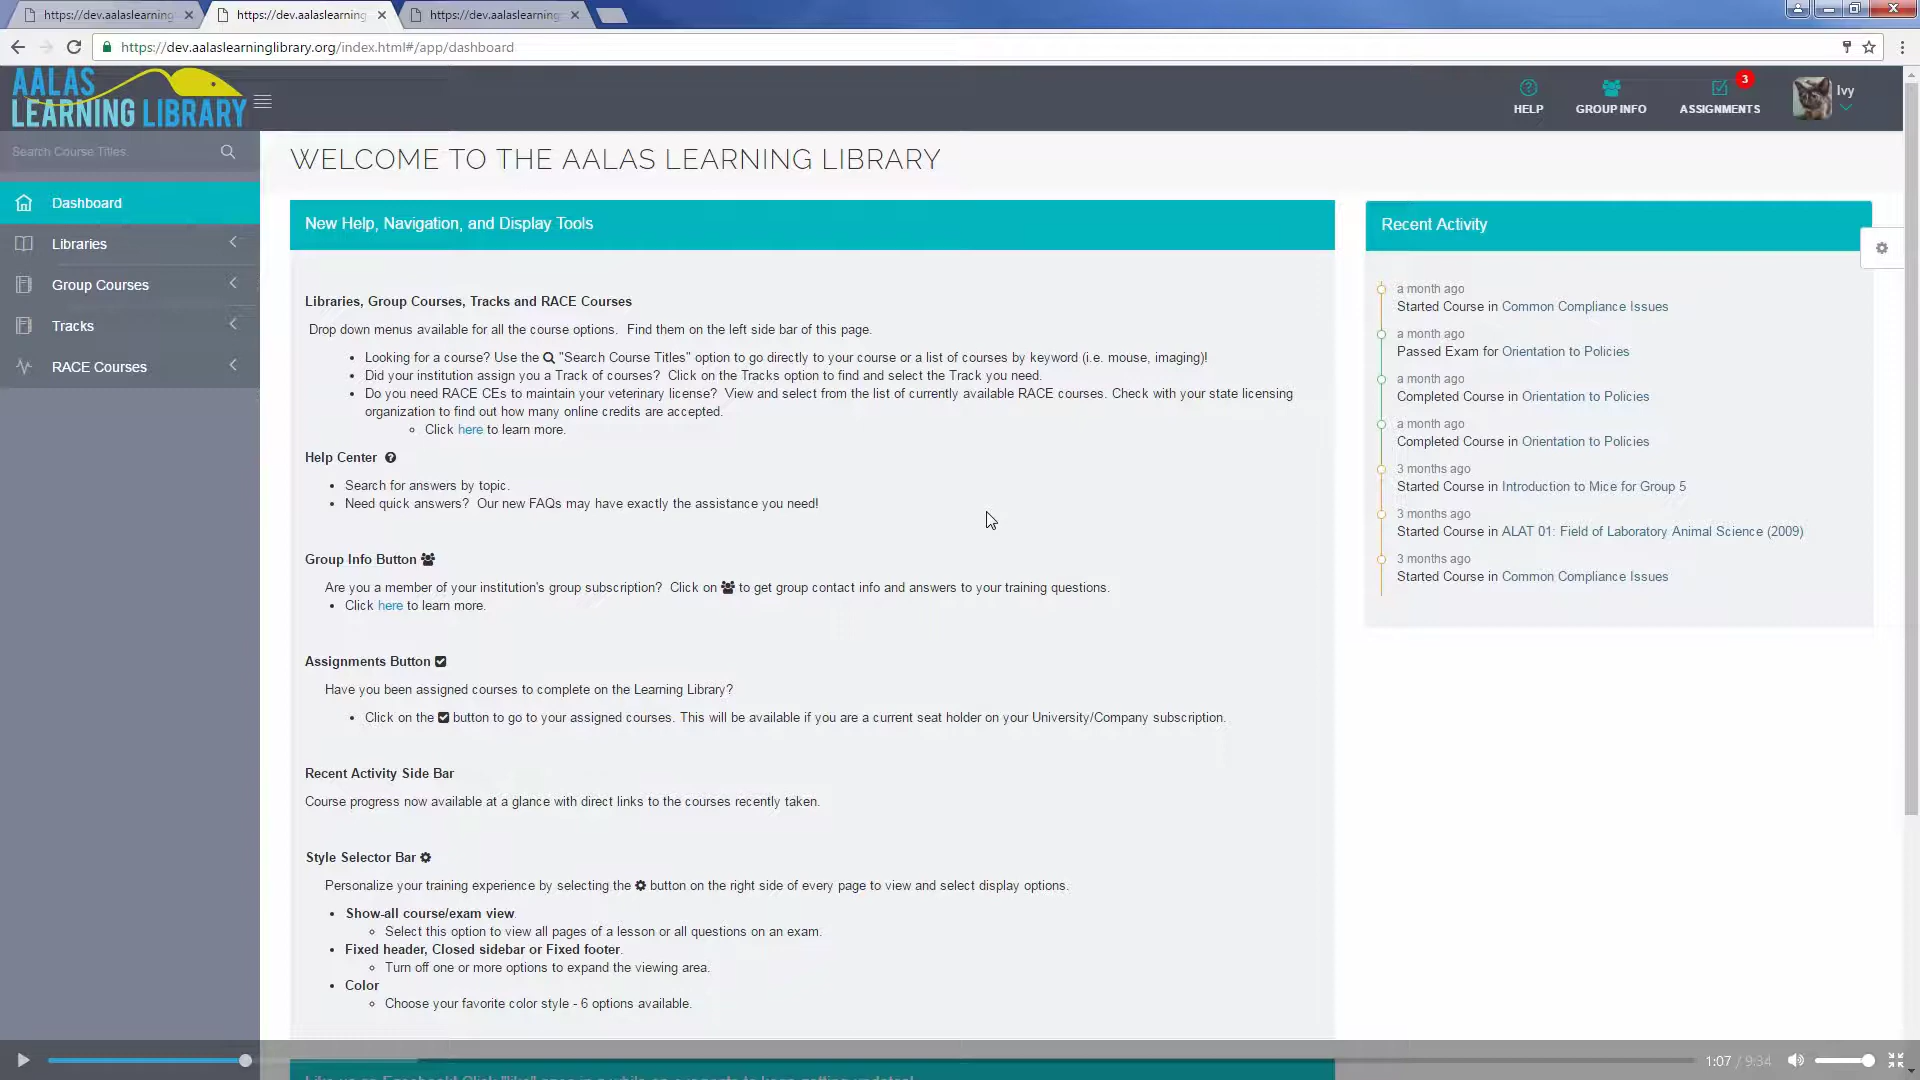 https://dev.aalaslearning
https://dev.aalaslearning
https://dev.aalaslearning
https://dev.aalaslearninglibrary.org/index.html#/app/dashboard
AALAS
LEARNING LIBRARY
HELP
GROUP INFO
ASSIGNMENTS
3
Ivy
Search Course Titles
Dashboard
Libraries
Group Courses
Tracks
RACE Courses
WELCOME TO THE AALAS LEARNING LIBRARY
New Help, Navigation, and Display Tools
Libraries, Group Courses, Tracks and RACE Courses
Drop down menus available for all the course options. Find them on the left side bar of this page.
• Looking for a course? Use the "Search Course Titles" option to go directly to your course or a list of courses by keyword (i.e. mouse, imaging)!
• Did your institution assign you a Track of courses? Click on the Tracks option to find and select the Track you need.
• Do you need RACE CEs to maintain your veterinary license? View and select from the list of currently available RACE courses. Check with your state licensing
organization to find out how many online credits are accepted.
Click here to learn more.
Help Center
• Search for answers by topic.
• Need quick answers? Our new FAQs may have exactly the assistance you need!
Group Info Button
Are you a member of your institution's group subscription? Click on to get group contact info and answers to your training questions.
• Click here to learn more.
Assignments Button
Have you been assigned courses to complete on the Learning Library?
• Click on the button to go to your assigned courses. This will be available if you are a current seat holder on your University/Company subscription.
Recent Activity Side Bar
Course progress now available at a glance with direct links to the courses recently taken.
Style Selector Bar
Personalize your training experience by selecting the button on the right side of every page to view and select display options.
• Show-all course/exam view.
Select this option to view all pages of a lesson or all questions on an exam.
• Fixed header, Closed sidebar or Fixed footer.
Turn off one or more options to expand the viewing area.
• Color
Choose your favorite color style - 6 options available.
Recent Activity
a month ago
Started Course in Common Compliance Issues
a month ago
Passed Exam for Orientation to Policies
a month ago
Completed Course in Orientation to Policies
a month ago
Completed Course in Orientation to Policies
3 months ago
Started Course in Introduction to Mice for Group 5
3 months ago
Started Course in ALAT 01: Field of Laboratory Animal Science (2009)
3 months ago
Started Course in Common Compliance Issues
1:07 / 9:34